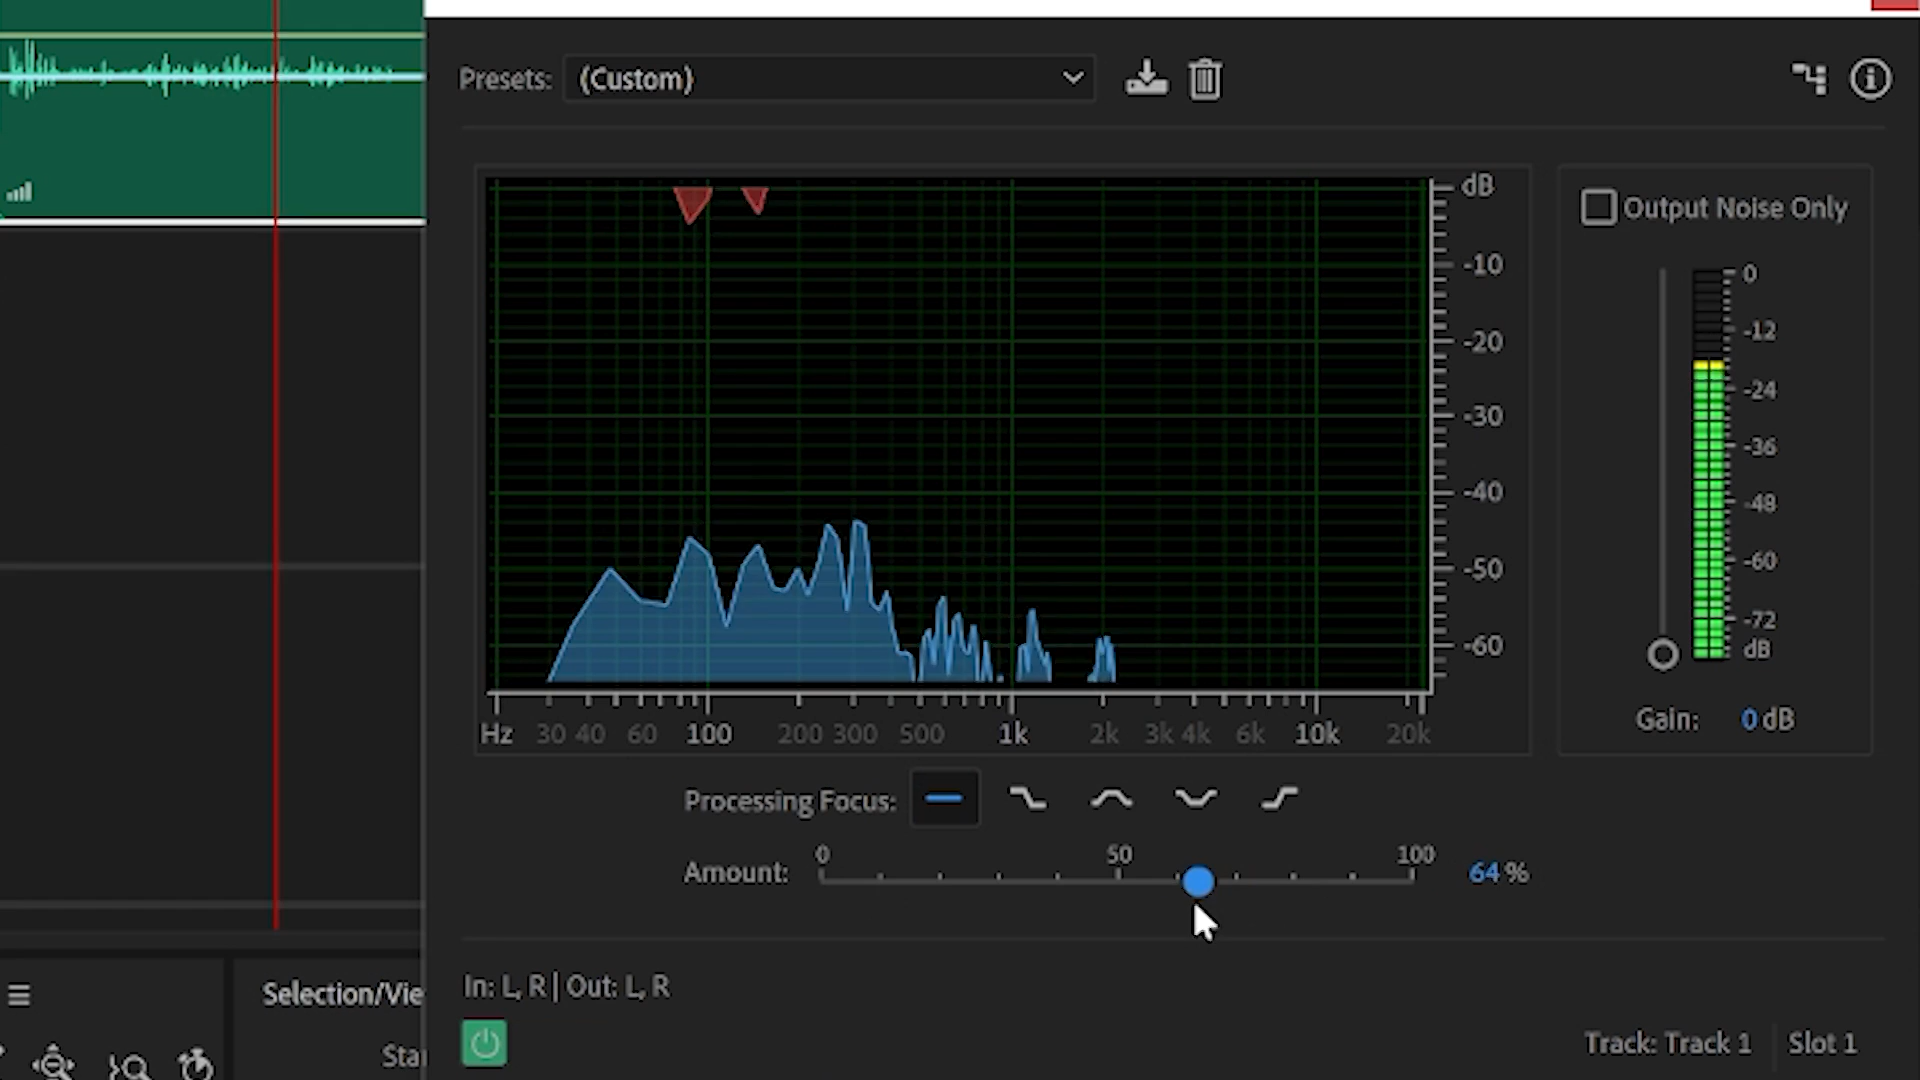 Presets: (Custom)
dB
-10
-20
-30
-40
-50
-60
Hz 30 40 60 100 200 300 500 1k 2k 3k 4k 6k 10k 20k
Output Noise Only
0
-12
-24
-36
-48
-60
-72
dB
Gain: 0 dB
Processing Focus:
0 50 100
Amount: 64 %
In: L, R | Out: L, R
Track: Track 1 Slot 1
Selection/Vie
Star